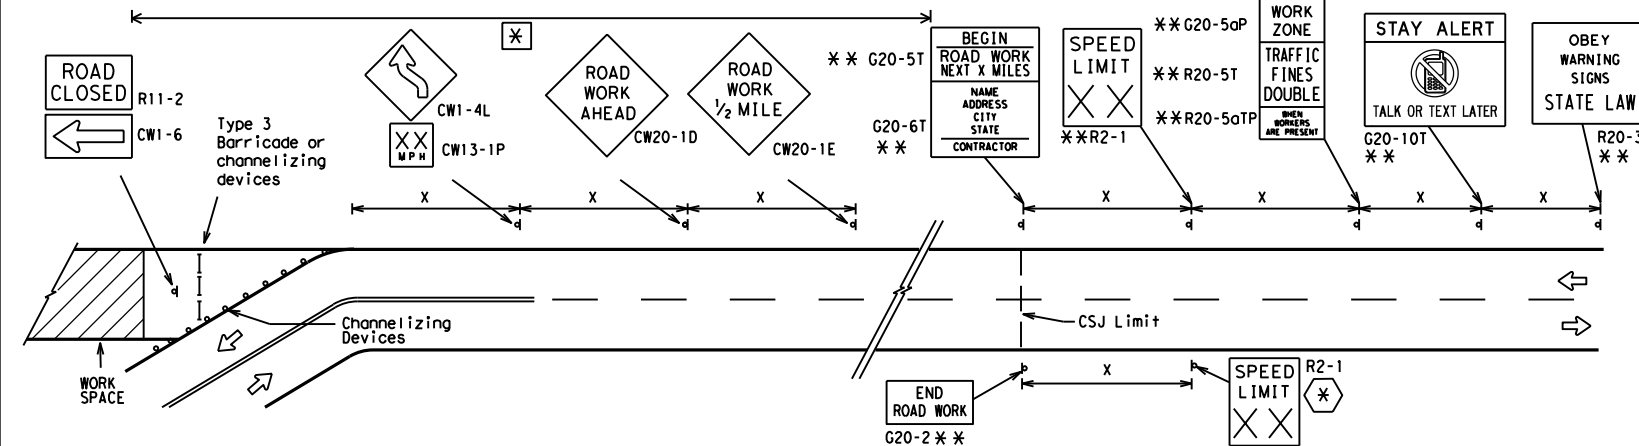 ROAD
CLOSED
R11-2
CW1-6
Type 3
Barricade or
channelizing
devices
*
CW1-4L
XX
MPH
CW13-1P
ROAD
WORK
AHEAD
CW20-1D
ROAD
WORK
1/2 MILE
CW20-1E
** G20-5T
G20-6T
**
BEGIN
ROAD WORK
NEXT X MILES
NAME
ADDRESS
CITY
STATE
CONTRACTOR
SPEED
LIMIT
XX
**R2-1
**G20-5aP
**R20-5T
**R20-5aTP
WORK
ZONE
TRAFFIC
FINES
DOUBLE
WHEN
WORKERS
ARE PRESENT
STAY ALERT
TALK OR TEXT LATER
G20-10T
**
OBEY
WARNING
SIGNS
STATE LAW
R20-3
**
X
X
X
X
X
X
X
Channelizing
Devices
WORK
SPACE
CSJ Limit
X
END
ROAD WORK
G20-2 **
SPEED
LIMIT
XX
R2-1
*